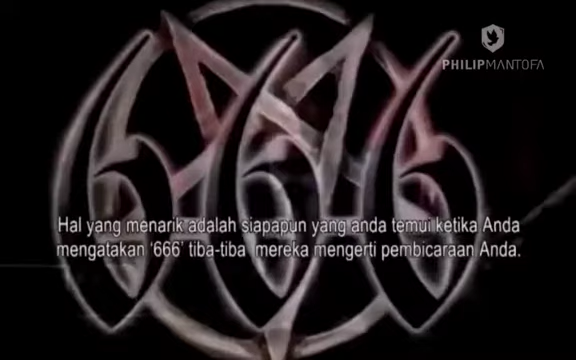 PHILIPMANTOFA
666
Hal yang menarik adalah siapapun yang anda temui ketika Anda
mengatakan '666' tiba-tiba mereka mengerti pembicaraan Anda.